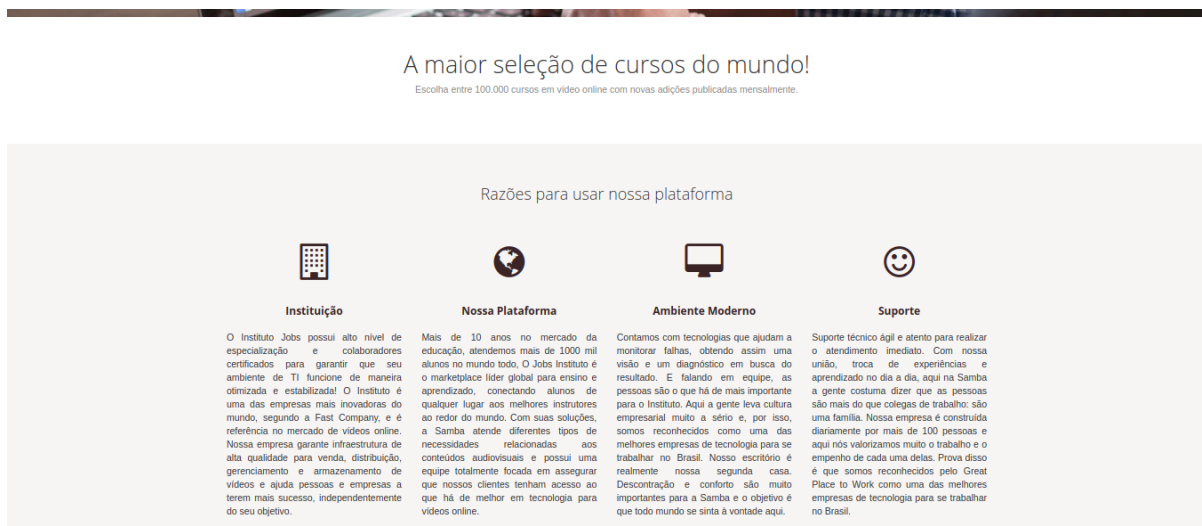 A maior seleção de cursos do mundo!
Escolha entre 100.000 cursos em vídeo online com novas adições publicadas mensalmente.
Razões para usar nossa plataforma
Instituição
O Instituto Jobs possui alto nível de
especialização e colaboradores
certificados para garantir que seu
ambiente de TI funcione de maneira
otimizada e estabilizada! O Instituto é
uma das empresas mais inovadoras do
mundo, segundo a Fast Company, e é
referência no mercado de vídeos online.
Nossa empresa garante infraestrutura de
alta qualidade para venda, distribuição,
gerenciamento e armazenamento de
vídeos e ajuda pessoas e empresas a
terem mais sucesso, independentemente
do seu objetivo.
Nossa Plataforma
Mais de 10 anos no mercado da
educação, atendemos mais de 1000 mil
alunos no mundo todo, O Jobs Instituto é
o marketplace líder global para ensino e
aprendizado, conectando alunos de
qualquer lugar aos melhores instrutores
ao redor do mundo. Com suas soluções,
a Samba atende diferentes tipos de
necessidades relacionadas aos
conteúdos audiovisuais e possui uma
equipe totalmente focada em assegurar
que nossos clientes tenham acesso ao
que há de melhor em tecnologia para
vídeos online.
Ambiente Moderno
Contamos com tecnologias que ajudam a
monitorar falhas, obtendo assim uma
visão e um diagnóstico em busca do
resultado. E falando em equipe, as
pessoas são o que há de mais importante
para o Instituto. Aqui a gente leva cultura
empresarial muito a sério e, por isso,
somos reconhecidos como uma das
melhores empresas de tecnologia para se
trabalhar no Brasil. Nosso escritório é
realmente nossa segunda casa.
Descontração e conforto são muito
importantes para a Samba e o objetivo é
que todo mundo se sinta à vontade aqui.
Suporte
Suporte técnico ágil e atento para realizar
o atendimento imediato. Com nossa
união, troca de experiências e
aprendizado no dia a dia, aqui na Samba
a gente costuma dizer que as pessoas
são mais do que colegas de trabalho: são
uma família. Nossa empresa é construída
diariamente por mais de 100 pessoas e
aqui nós valorizamos muito o trabalho e o
empenho de cada uma delas. Prova disso
é que somos reconhecidos pelo Great
Place to Work como uma das melhores
empresas de tecnologia para se trabalhar
no Brasil.